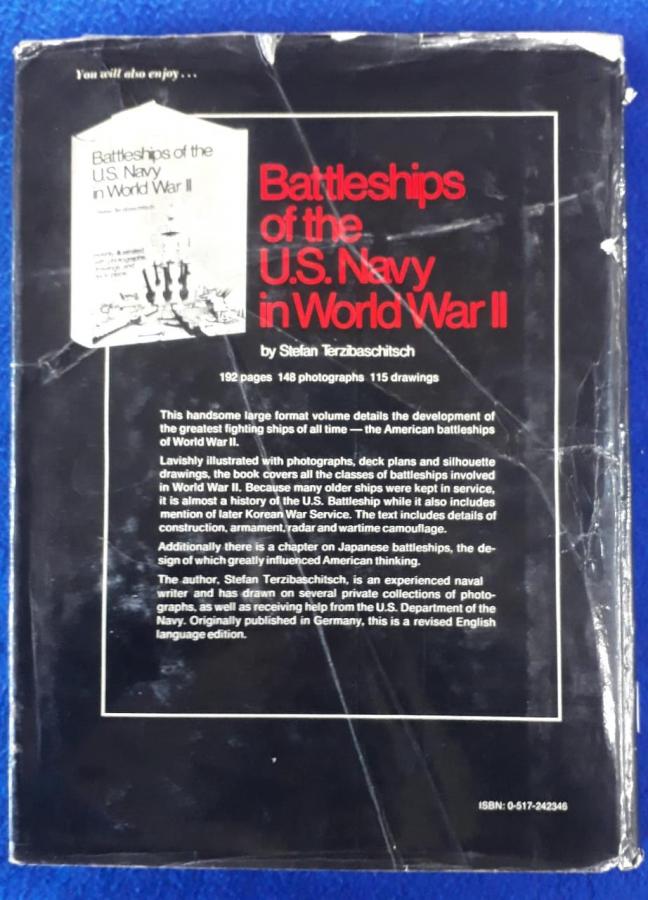 You will also enjoy . . .
Battleships of the
U.S. Navy
in World War II
Stefan Terzibaschitsch
Battleships
of the
U.S. Navy
in World War II
by Stefan Terzibaschitsch
192 pages 148 photographs 115 drawings
This handsome large format volume details the development of
the greatest fighting ships of all time — the American battleships
of World War II.
Lavishly illustrated with photographs, deck plans and silhouette
drawings, the book covers all the classes of battleships involved
in World War II. Because many older ships were kept in service,
it is almost a history of the U.S. Battleship while it also includes
mention of later Korean War Service. The text includes details of
construction, armament, radar and wartime camouflage.
Additionally there is a chapter on Japanese battleships, the de-
sign of which greatly influenced American thinking.
The author, Stefan Terzibaschitsch, is an experienced naval
writer and has drawn on several private collections of photo-
graphs, as well as receiving help from the U.S. Department of the
Navy. Originally published in Germany, this is a revised English
language edition.
ISBN: 0-517-242346